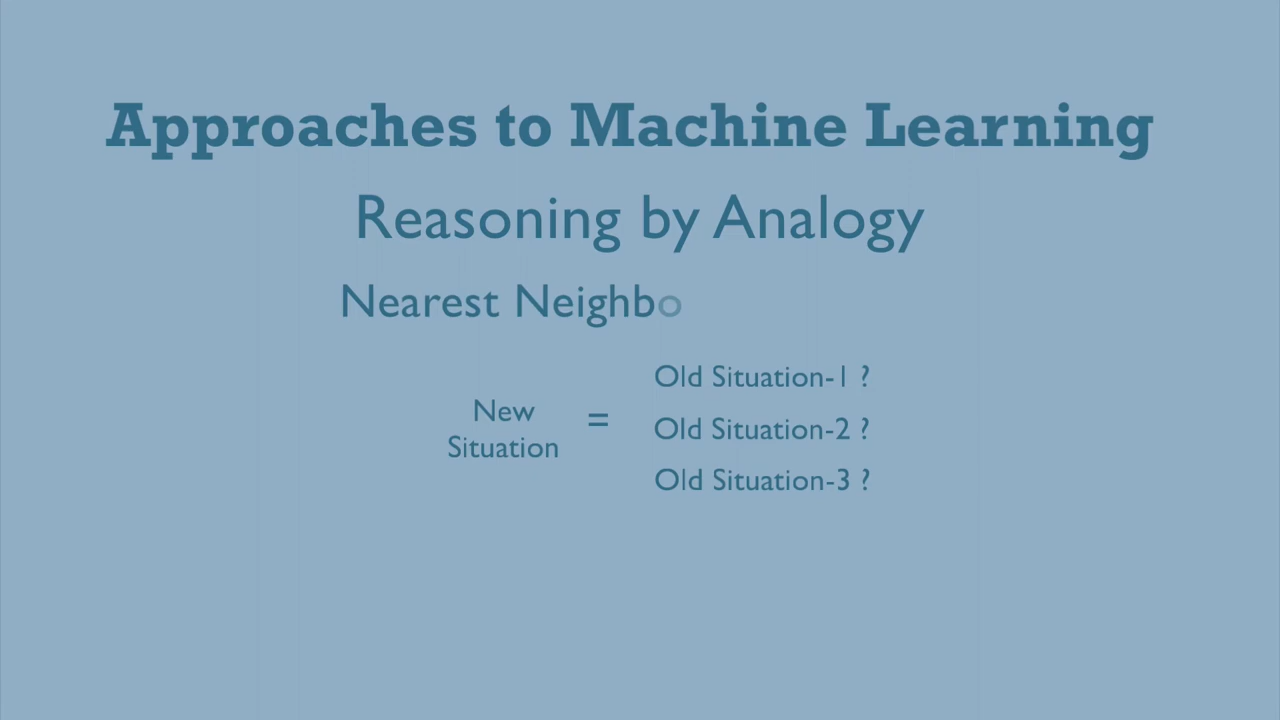 Approaches to Machine Learning
Reasoning by Analogy
Nearest Neighbo
New
Situation
=
Old Situation-1 ?
Old Situation-2 ?
Old Situation-3 ?